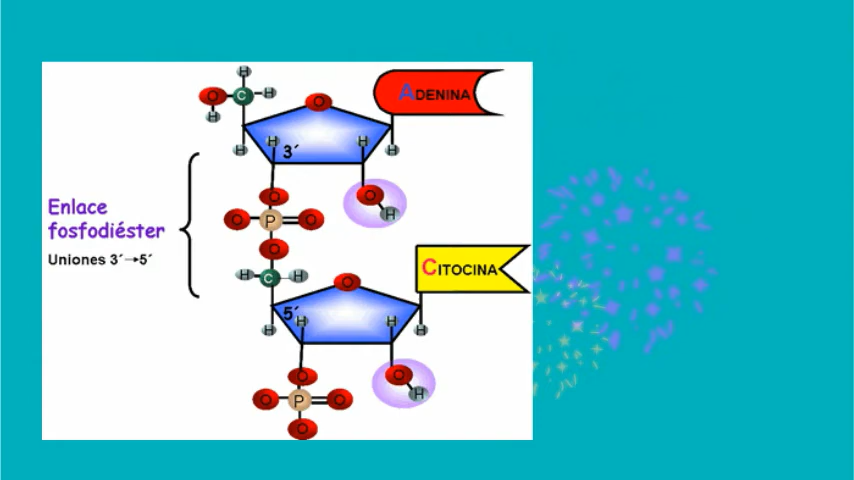 H
O C H
H
O
ADENINA
H H
3´
H H
O
O
H
Enlace
fosfodiéster
Uniones 3´→5´
O P O
O
H C H
O
CITOCINA
5´
H H
H H
O
O
H
O P O
O